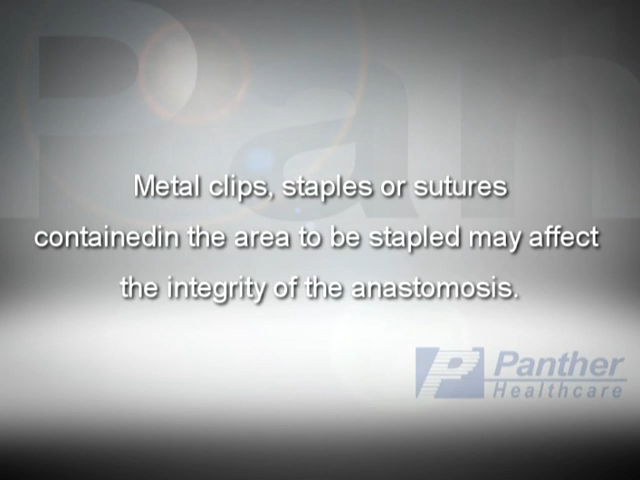 Pan
Metal clips, staples or sutures
containedin the area to be stapled may affect
the integrity of the anastomosis.
P Panther
Healthcare